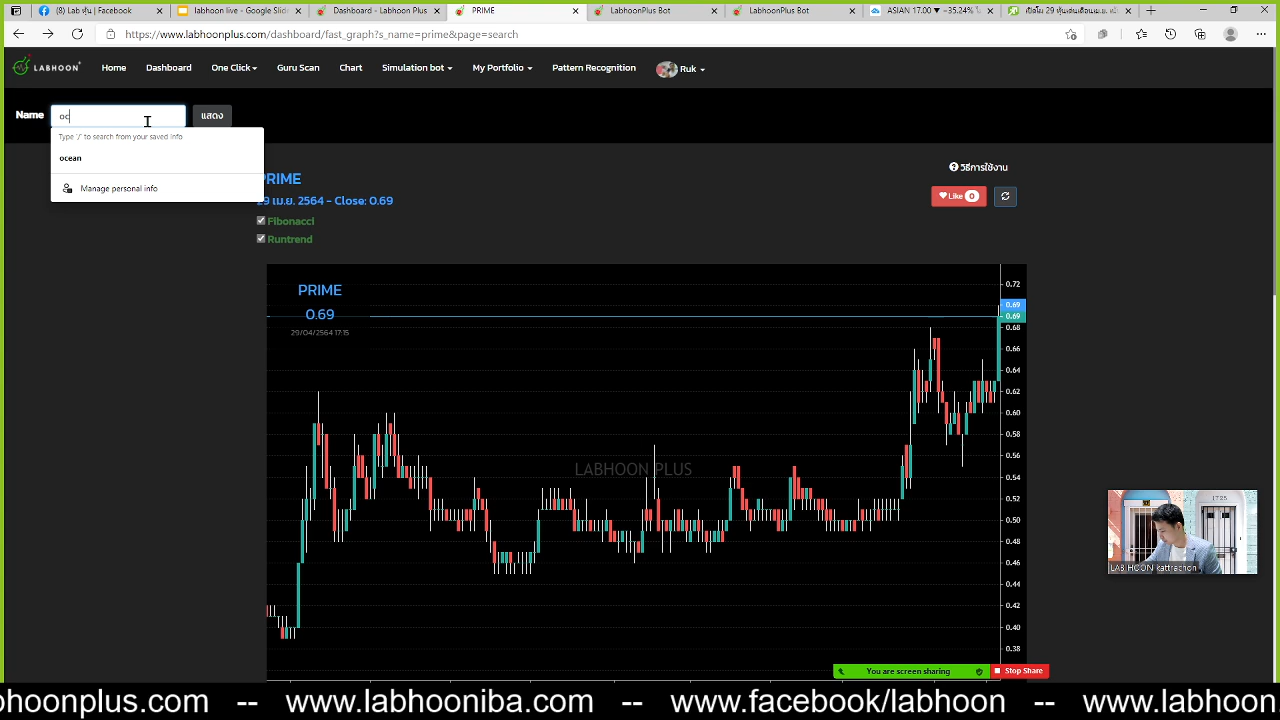 (8) Lab หุ้น | Facebook
labhoon live - Google Slid
Dashboard - Labhoon Plus
PRIME
LabhoonPlus Bot
LabhoonPlus Bot
ASIAN 17.00 ▼ -35.24%
https://www.labhoonplus.com/dashboard/fast_graph?s_name=prime&page=search
LABHOON+
Home
Dashboard
One Click
Guru Scan
Chart
Simulation bot
My Portfolio
Pattern Recognition
Ruk
Name
oc
แสดง
Type '/' to search from your saved info
ocean
Manage personal info
วิธีการใช้งาน
PRIME
29 เม.ย. 2564 - Close: 0.69
Like 0
Fibonacci
Runtrend
PRIME
0.69
29/04/2564 17:15
LABHOON PLUS
0.72
0.69
0.69
0.68
0.66
0.64
0.62
0.60
0.58
0.56
0.54
0.52
0.50
0.48
0.46
0.44
0.42
0.40
0.38
1725
LAB HOON kattrachon
You are screen sharing
Stop Share
hoonplus.com -- www.labhooniba.com -- www.facebook/labhoon -- www.labhoon